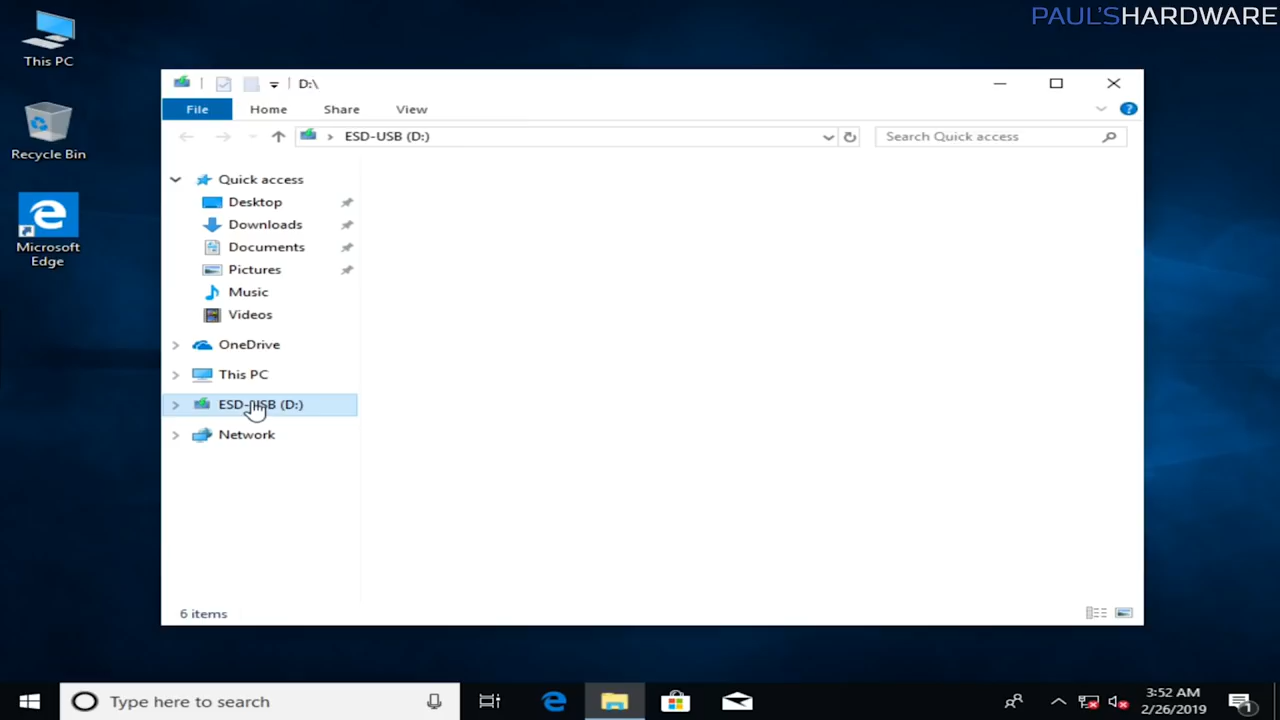 PAUL'SHARDWARE
This PC
Recycle Bin
Microsoft
Edge
D:\
File
Home
Share
View
ESD-USB (D:)
Search Quick access
Quick access
Desktop
Downloads
Documents
Pictures
Music
Videos
OneDrive
This PC
ESD-USB (D:)
Network
6 items
Type here to search
3:52 AM
2/26/2019
1